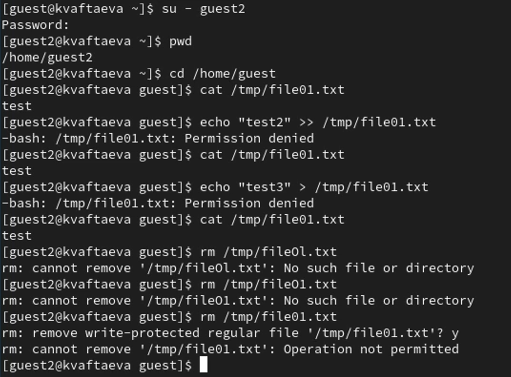 [guest@kvaftaeva ~]$ su - guest2
Password:
[guest2@kvaftaeva ~]$ pwd
/home/guest2
[guest2@kvaftaeva ~]$ cd /home/guest
[guest2@kvaftaeva guest]$ cat /tmp/file01.txt
test
[guest2@kvaftaeva guest]$ echo "test2" >> /tmp/file01.txt
-bash: /tmp/file01.txt: Permission denied
[guest2@kvaftaeva guest]$ cat /tmp/file01.txt
test
[guest2@kvaftaeva guest]$ echo "test3" > /tmp/file01.txt
-bash: /tmp/file01.txt: Permission denied
[guest2@kvaftaeva guest]$ cat /tmp/file01.txt
test
[guest2@kvaftaeva guest]$ rm /tmp/fileOl.txt
rm: cannot remove '/tmp/fileOl.txt': No such file or directory
[guest2@kvaftaeva guest]$ rm /tmp/fileO1.txt
rm: cannot remove '/tmp/fileO1.txt': No such file or directory
[guest2@kvaftaeva guest]$ rm /tmp/file01.txt
rm: remove write-protected regular file '/tmp/file01.txt'? y
rm: cannot remove '/tmp/file01.txt': Operation not permitted
[guest2@kvaftaeva guest]$